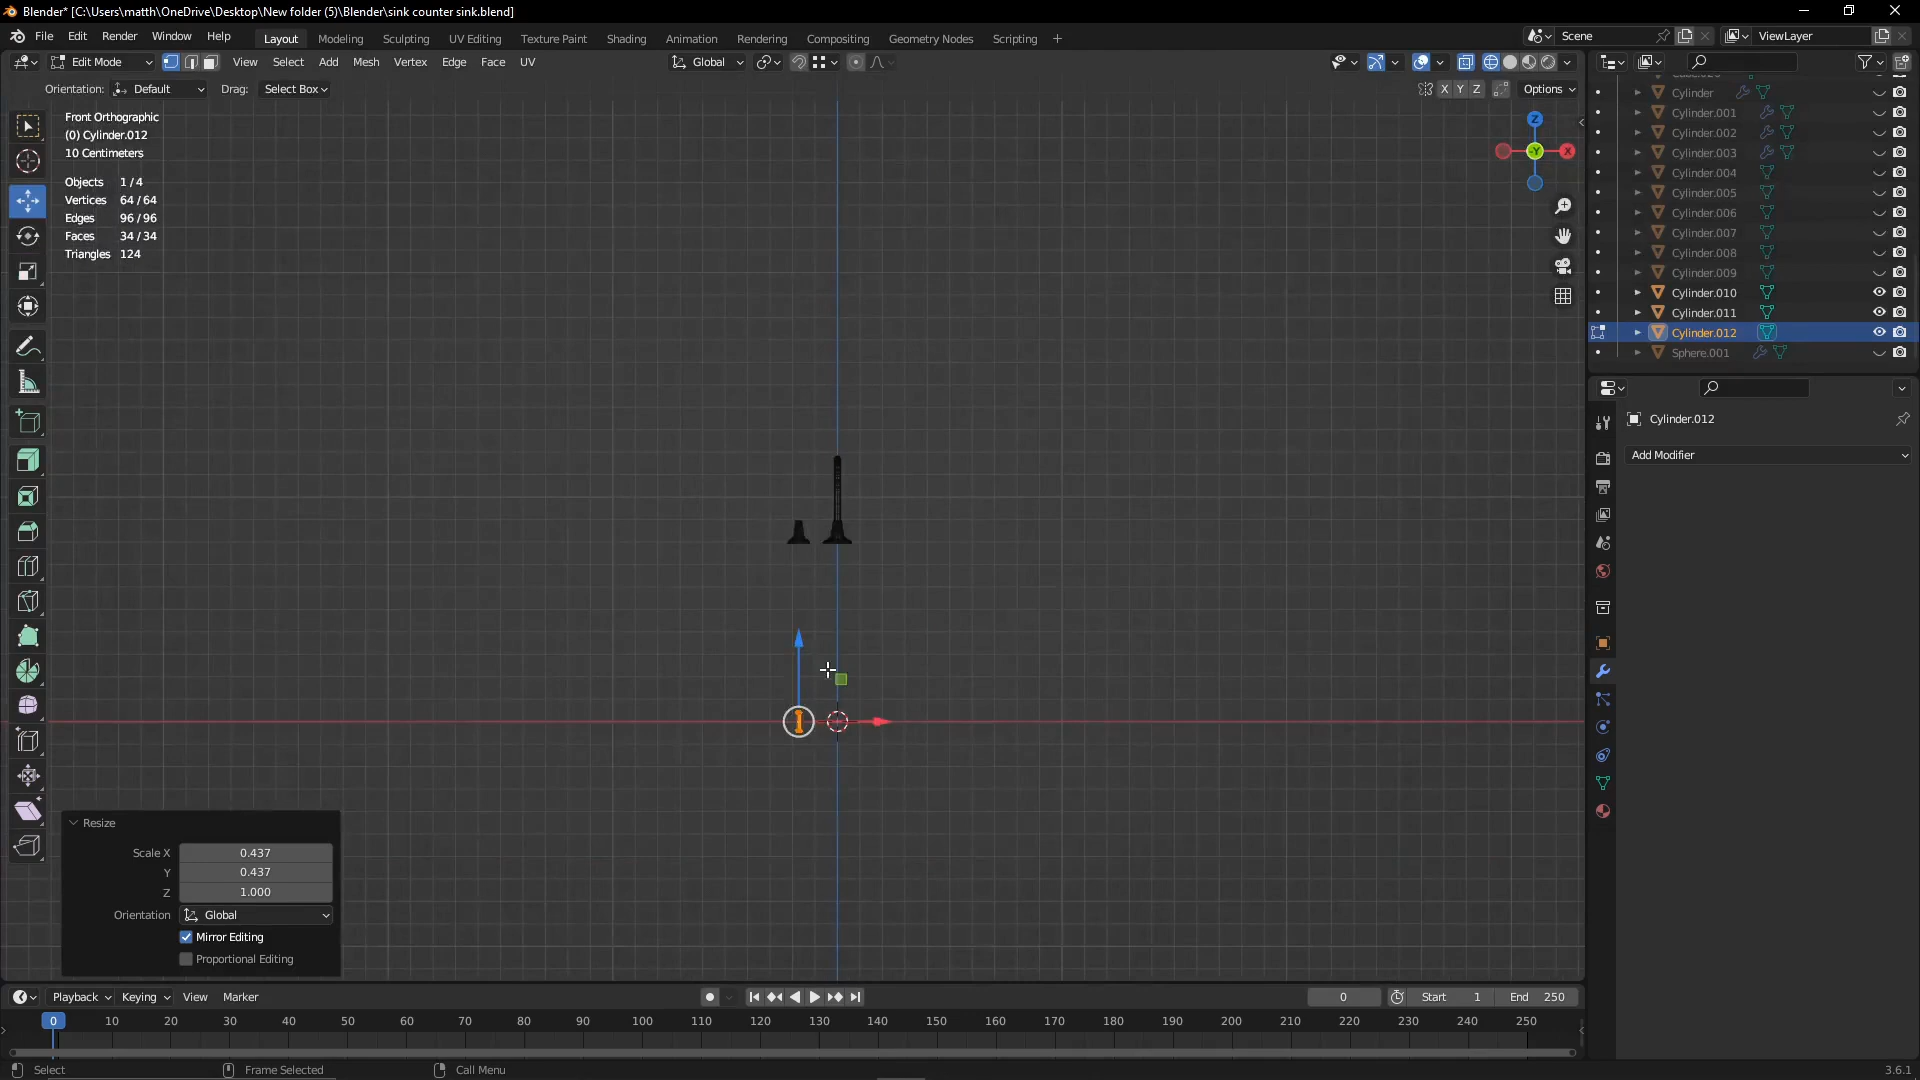 Blender* [C:\Users\matth\OneDrive\Desktop\New folder (5)\Blender\sink counter sink.blend]
File Edit Render Window Help
Layout Modeling Sculpting UV Editing Texture Paint Shading Animation Rendering Compositing Geometry Nodes Scripting +
Scene
ViewLayer
Edit Mode
View Select Add Mesh Vertex Edge Face UV
Global
Orientation: Default Drag: Select Box
X Y Z Options
Front Orthographic
(0) Cylinder.012
10 Centimeters
Objects 1 / 4
Vertices 64 / 64
Edges 96 / 96
Faces 34 / 34
Triangles 124
Z
-Y
X
Cylinder
Cylinder.001
Cylinder.002
Cylinder.003
Cylinder.004
Cylinder.005
Cylinder.006
Cylinder.007
Cylinder.008
Cylinder.009
Cylinder.010
Cylinder.011
Cylinder.012
Sphere.001
Cylinder.012
Add Modifier
Resize
Scale X 0.437
Y 0.437
Z 1.000
Orientation Global
Mirror Editing
Proportional Editing
Playback Keying View Marker
0 Start 1 End 250
0 10 20 30 40 50 60 70 80 90 100 110 120 130 140 150 160 170 180 190 200 210 220 230 240 250
Select Frame Selected Call Menu 3.6.1